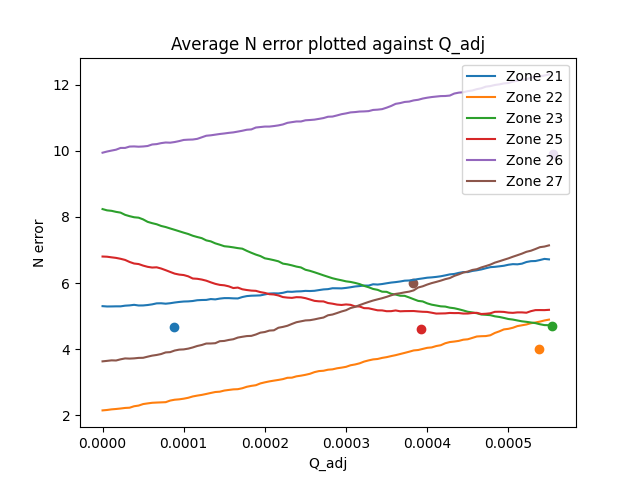 Average N error plotted against Q_adj
N error
12
10
8
6
4
2
0.0000 0.0001 0.0002 0.0003 0.0004 0.0005
Q_adj
Zone 21
Zone 22
Zone 23
Zone 25
Zone 26
Zone 27